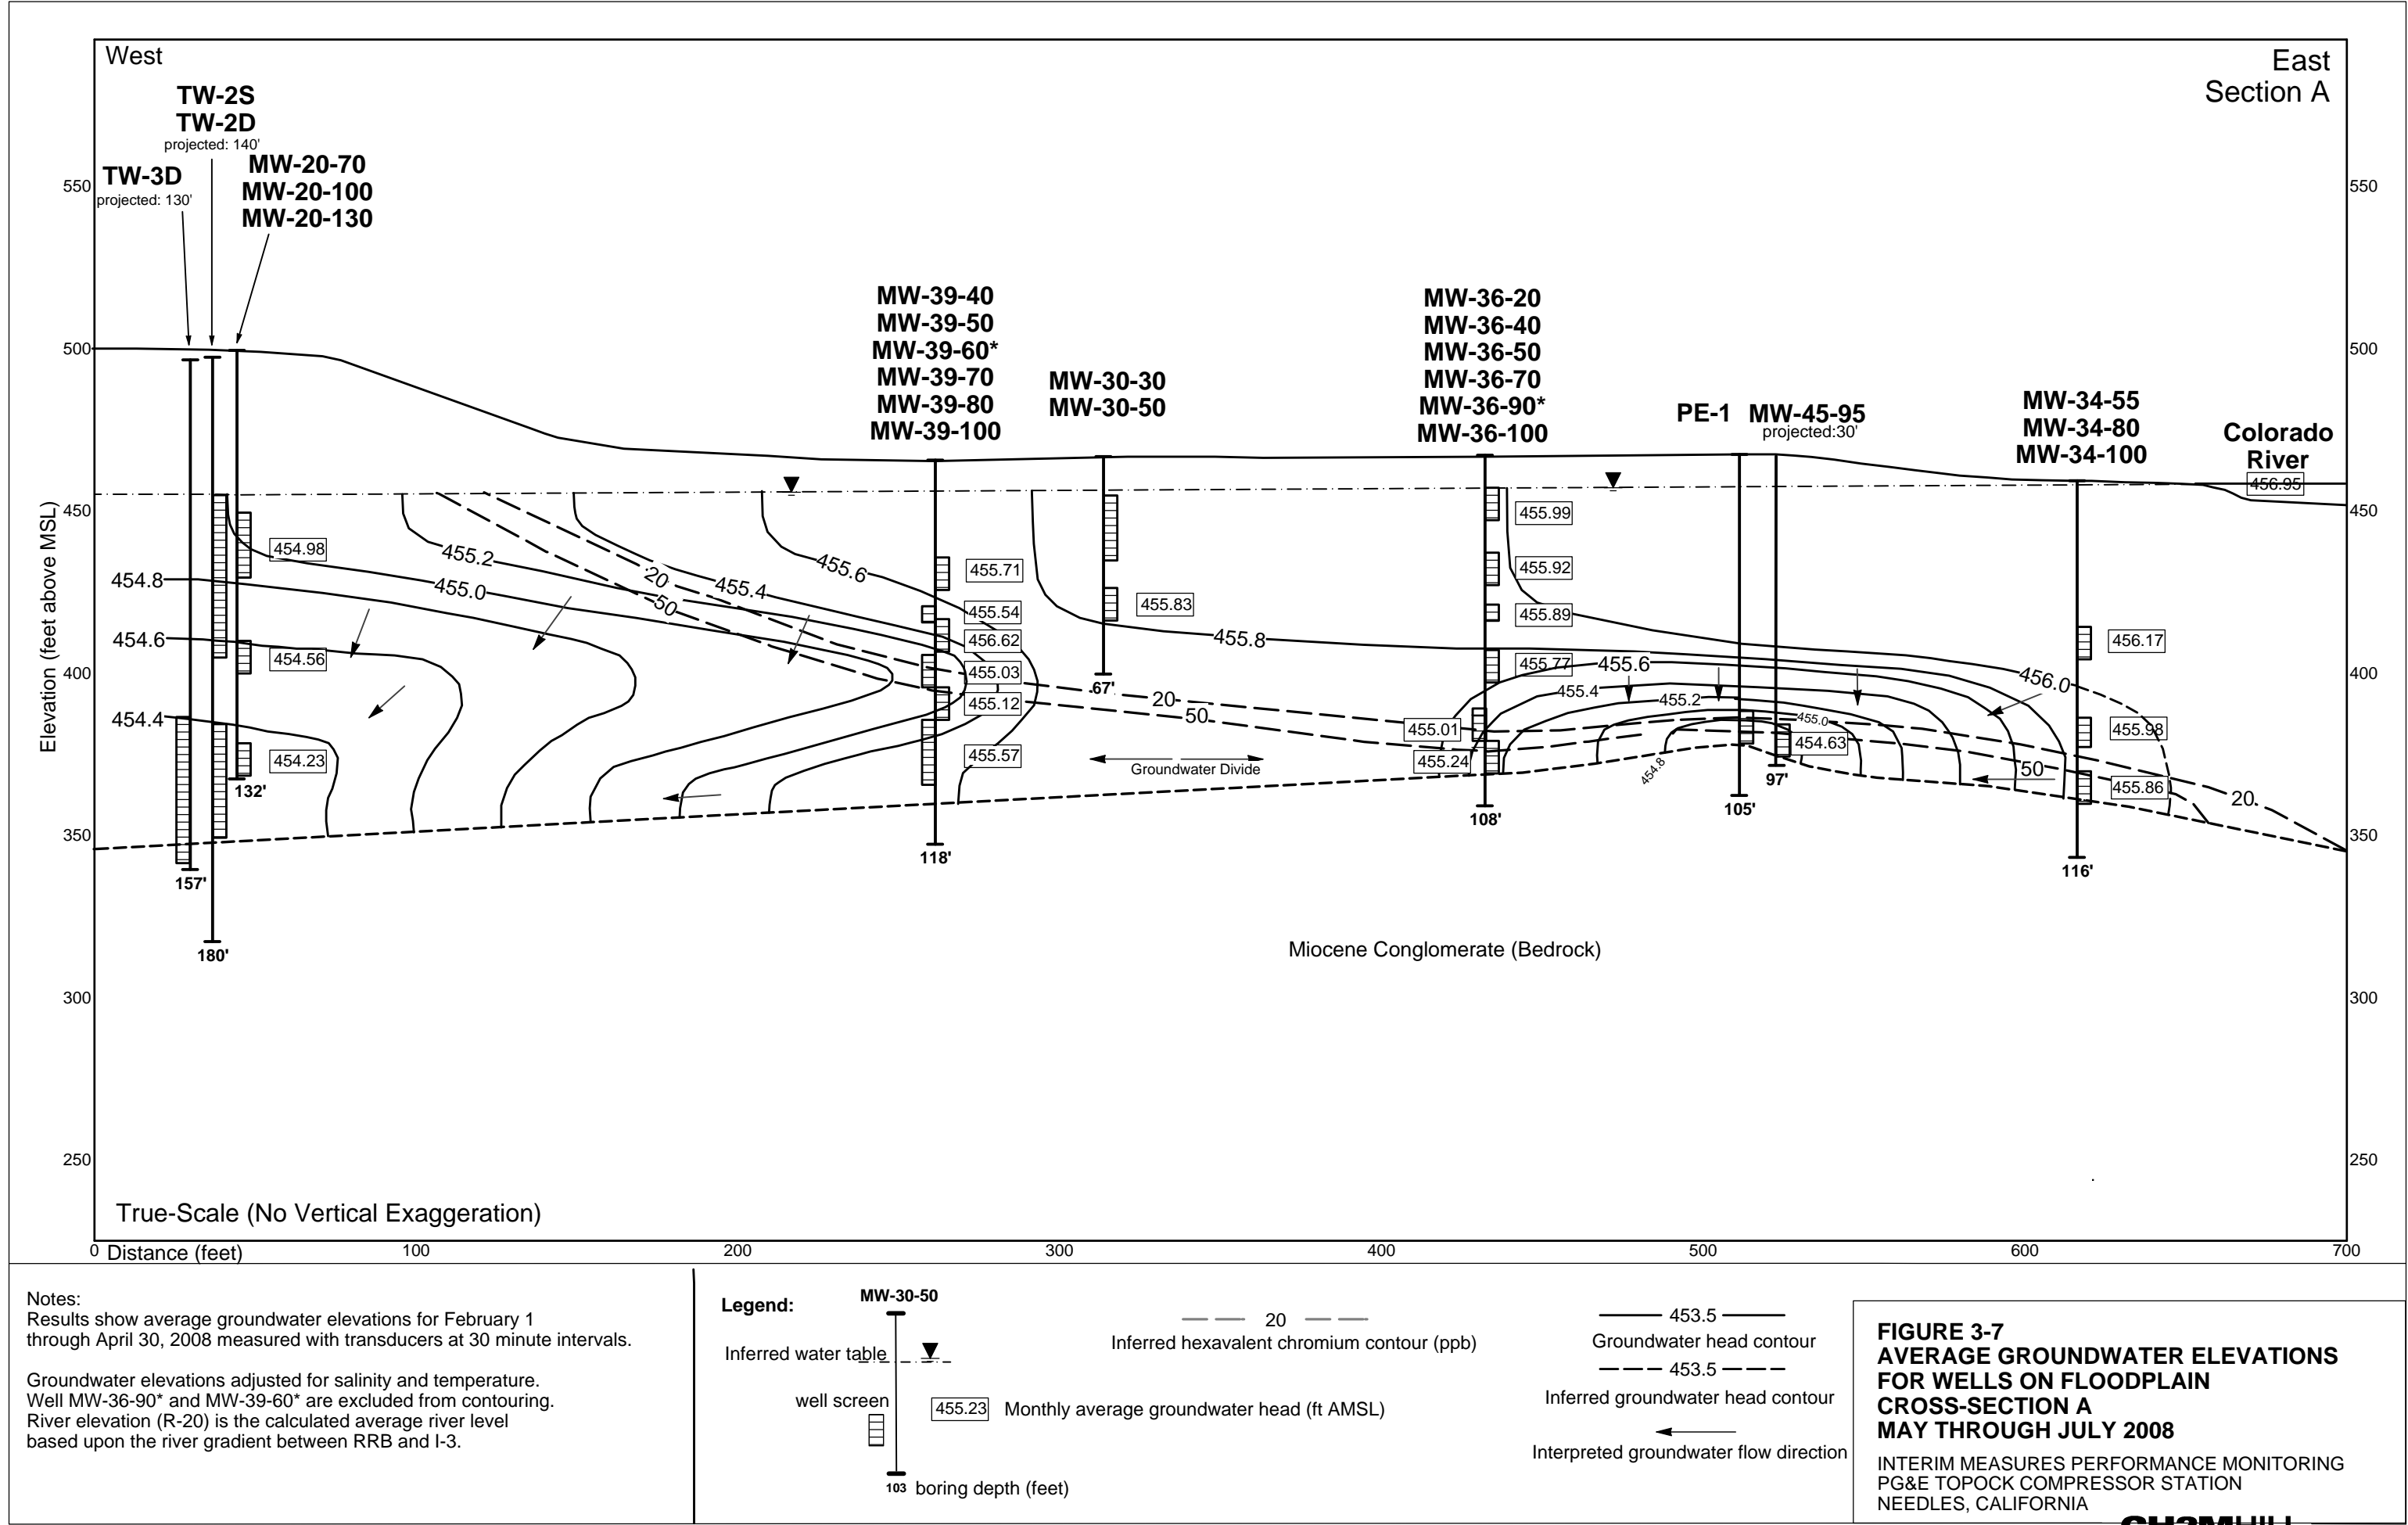 West
East
Section A
TW-2S
TW-2D
projected: 140'
TW-3D
projected: 130'
MW-20-70
MW-20-100
MW-20-130
MW-39-40
MW-39-50
MW-39-60*
MW-39-70
MW-39-80
MW-39-100
MW-30-30
MW-30-50
MW-36-20
MW-36-40
MW-36-50
MW-36-70
MW-36-90*
MW-36-100
PE-1
MW-45-95
projected:30'
MW-34-55
MW-34-80
MW-34-100
Colorado
River
456.95
Elevation (feet above MSL)
550
500
450
400
350
300
250
550
500
450
400
350
300
250
454.98
454.56
454.23
454.8
454.6
454.4
455.2
455.0
20
50
455.4
455.6
455.71
455.54
456.62
455.03
455.12
455.57
455.83
455.8
20
50
Groundwater Divide
455.99
455.92
455.89
455.77
455.01
455.24
455.6
455.4
455.2
455.0
454.8
454.63
456.0
456.17
455.98
455.86
50
20
157'
180'
132'
118'
67'
108'
105'
97'
116'
Miocene Conglomerate (Bedrock)
True-Scale (No Vertical Exaggeration)
0 Distance (feet) 100 200 300 400 500 600 700
Notes:
Results show average groundwater elevations for February 1
through April 30, 2008 measured with transducers at 30 minute intervals.
Groundwater elevations adjusted for salinity and temperature.
Well MW-36-90* and MW-39-60* are excluded from contouring.
River elevation (R-20) is the calculated average river level
based upon the river gradient between RRB and I-3.
Legend:
MW-30-50
Inferred water table
well screen
455.23 Monthly average groundwater head (ft AMSL)
103 boring depth (feet)
20
Inferred hexavalent chromium contour (ppb)
453.5
Groundwater head contour
453.5
Inferred groundwater head contour
Interpreted groundwater flow direction
FIGURE 3-7
AVERAGE GROUNDWATER ELEVATIONS
FOR WELLS ON FLOODPLAIN
CROSS-SECTION A
MAY THROUGH JULY 2008
INTERIM MEASURES PERFORMANCE MONITORING
PG&E TOPOCK COMPRESSOR STATION
NEEDLES, CALIFORNIA
CH2MHILL